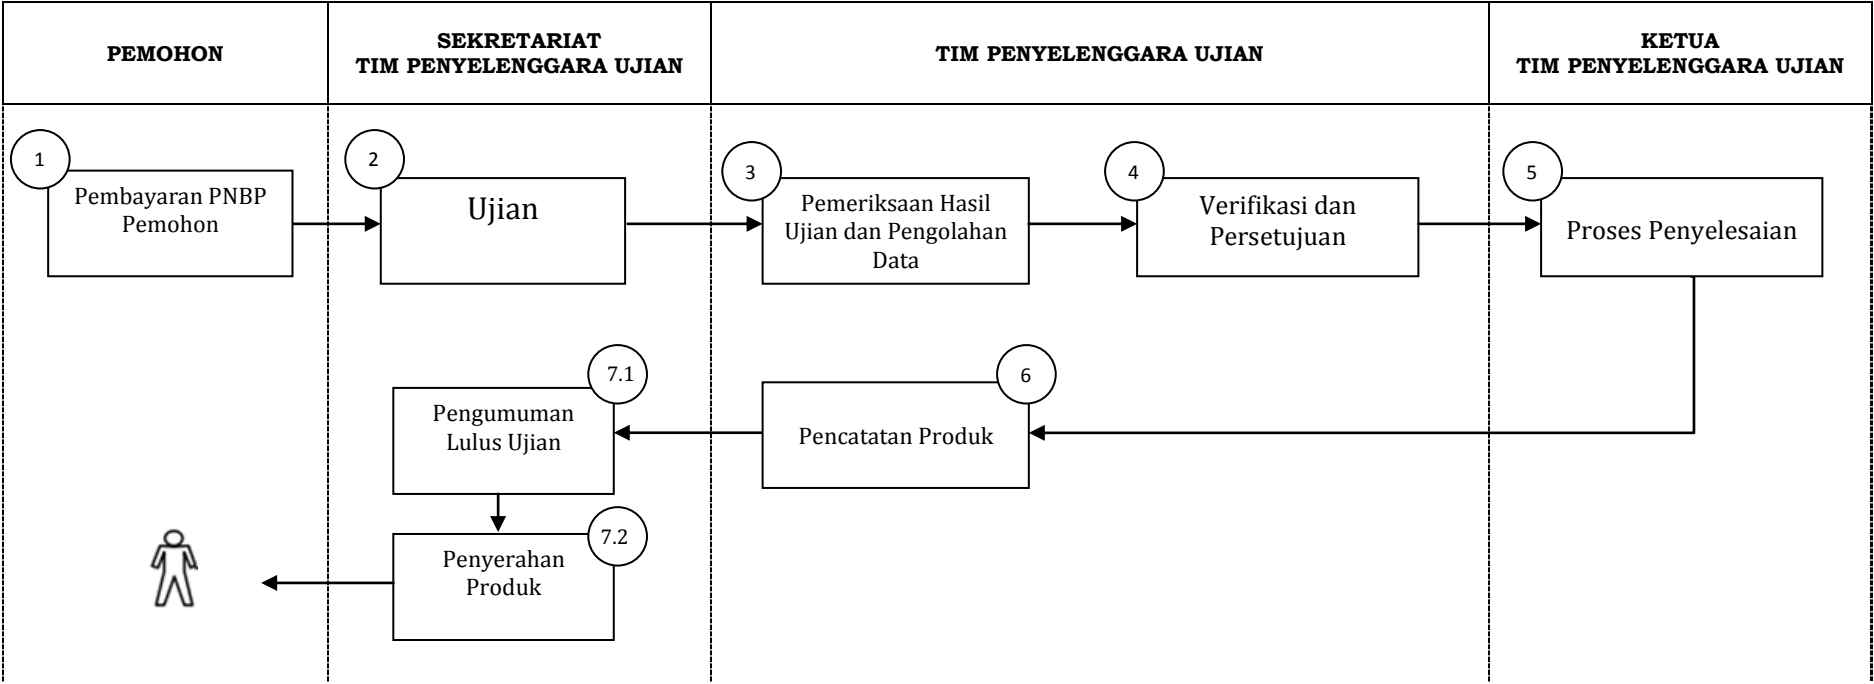 PEMOHON
SEKRETARIAT
TIM PENYELENGGARA UJIAN
TIM PENYELENGGARA UJIAN
KETUA
TIM PENYELENGGARA UJIAN
1
Pembayaran PNBP
Pemohon
2
Ujian
3
Pemeriksaan Hasil
Ujian dan Pengolahan
Data
4
Verifikasi dan
Persetujuan
5
Proses Penyelesaian
6
Pencatatan Produk
7.1
Pengumuman
Lulus Ujian
7.2
Penyerahan
Produk